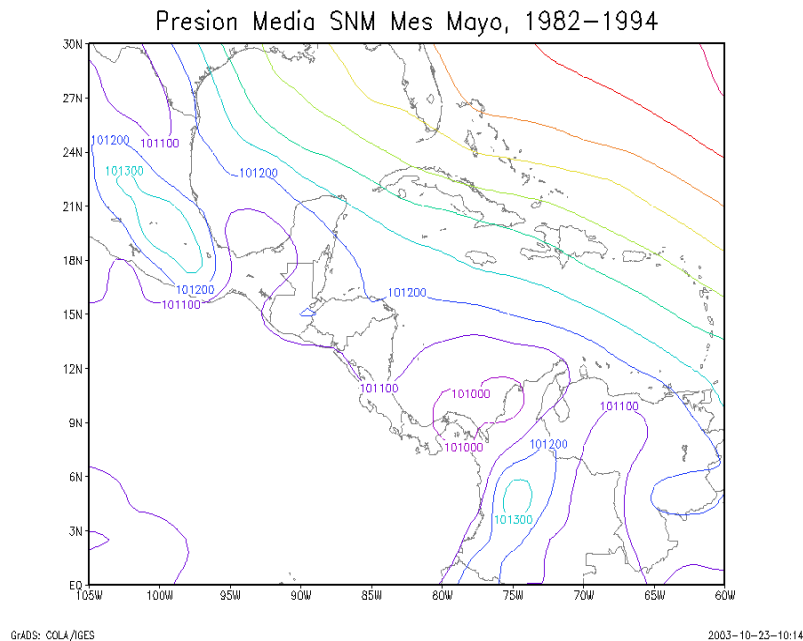 Presion Media SNM Mes Mayo, 1982–1994
30N
27N
101100
101200
24N
101300
101200
21N
18N
101200
101200
101100
15N
12N
101100
101000
101100
9N
101000
101200
6N
101300
3N
EQ
105W 100W 95W 90W 85W 80W 75W 70W 65W 60W
GrADS: COLA/IGES 2003-10-23-10:14